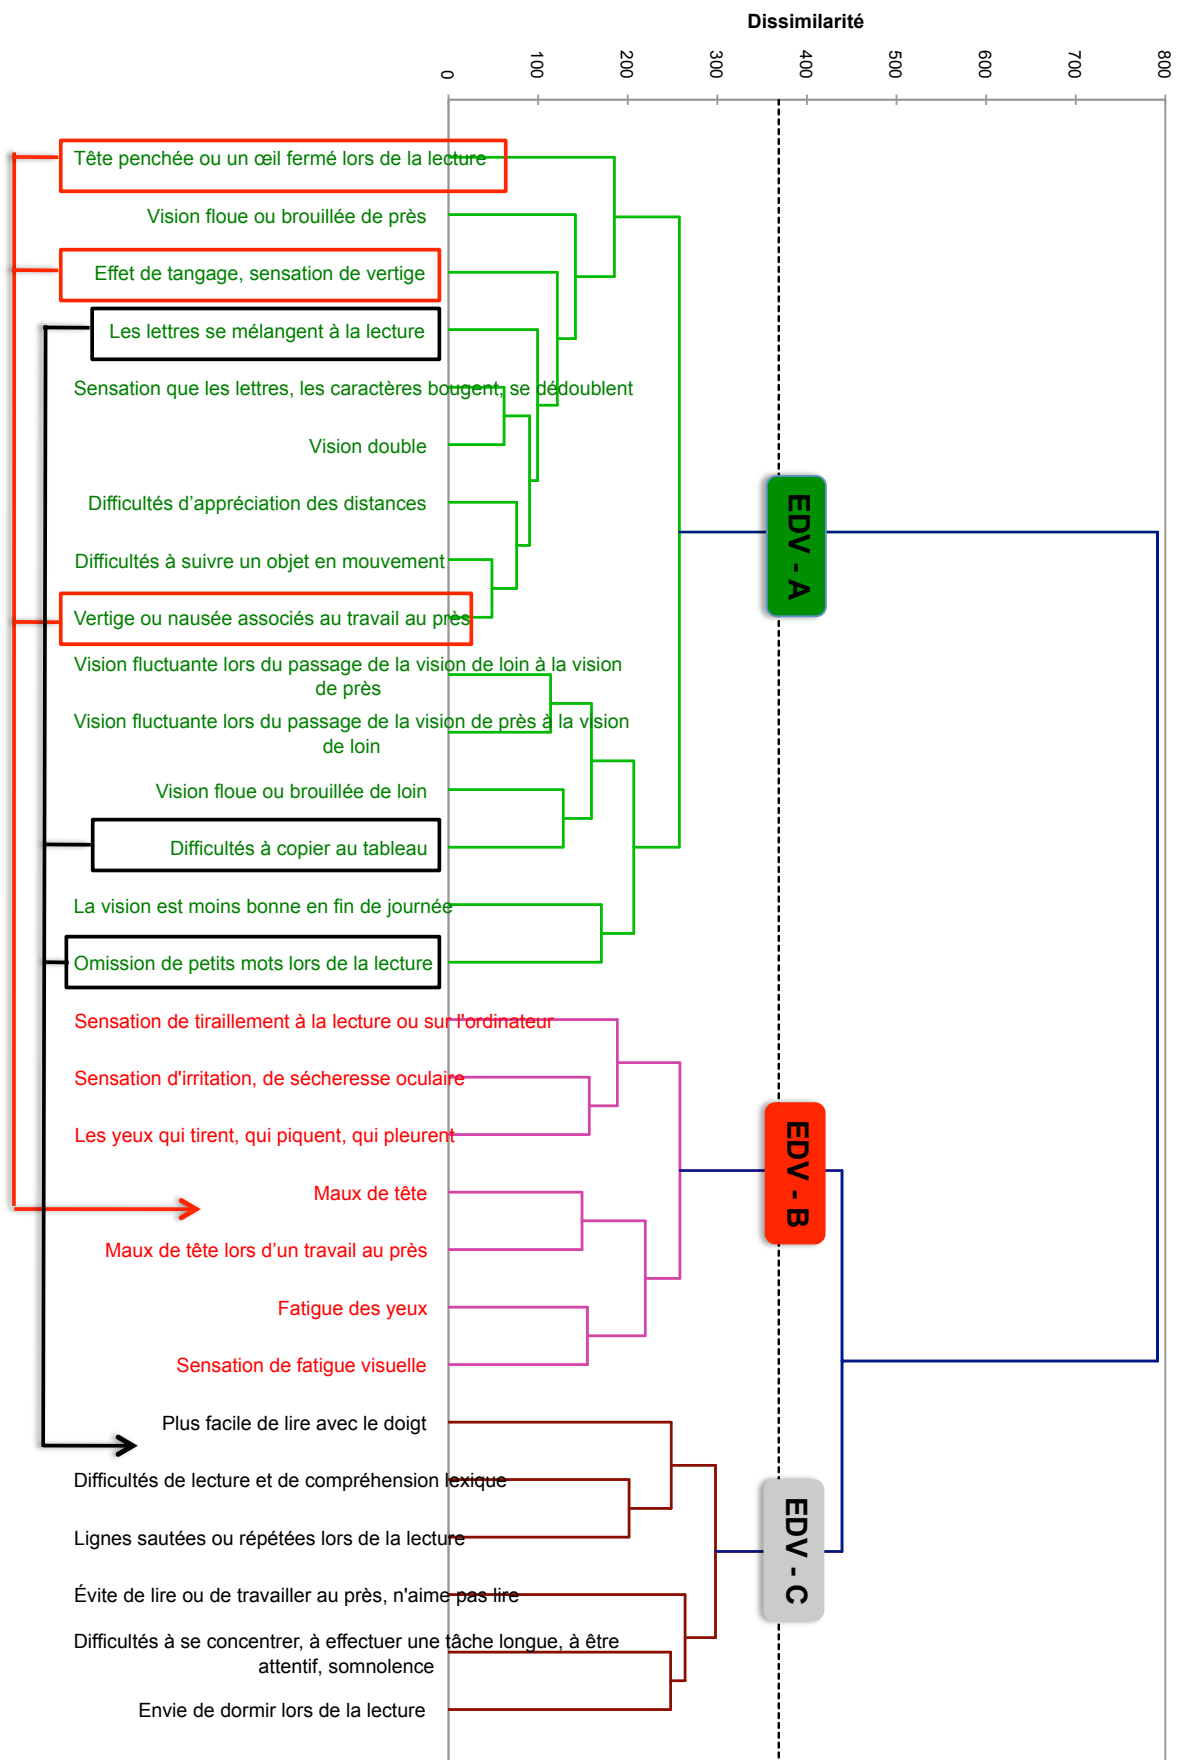 Dissimilarité
0
100
200
300
400
500
600
700
800
Tête penchée ou un œil fermé lors de la lecture
Vision floue ou brouillée de près
Effet de tangage, sensation de vertige
Les lettres se mélangent à la lecture
Sensation que les lettres, les caractères bougent, se dédoublent
Vision double
Difficultés d’appréciation des distances
Difficultés à suivre un objet en mouvement
Vertige ou nausée associés au travail au près
Vision fluctuante lors du passage de la vision de loin à la vision
de près
Vision fluctuante lors du passage de la vision de près à la vision
de loin
Vision floue ou brouillée de loin
Difficultés à copier au tableau
La vision est moins bonne en fin de journée
Omission de petits mots lors de la lecture
Sensation de tiraillement à la lecture ou sur l'ordinateur
Sensation d'irritation, de sécheresse oculaire
Les yeux qui tirent, qui piquent, qui pleurent
Maux de tête
Maux de tête lors d’un travail au près
Fatigue des yeux
Sensation de fatigue visuelle
Plus facile de lire avec le doigt
Difficultés de lecture et de compréhension lexique
Lignes sautées ou répétées lors de la lecture
Évite de lire ou de travailler au près, n'aime pas lire
Difficultés à se concentrer, à effectuer une tâche longue, à être
attentif, somnolence
Envie de dormir lors de la lecture
EDV - A
EDV - B
EDV - C